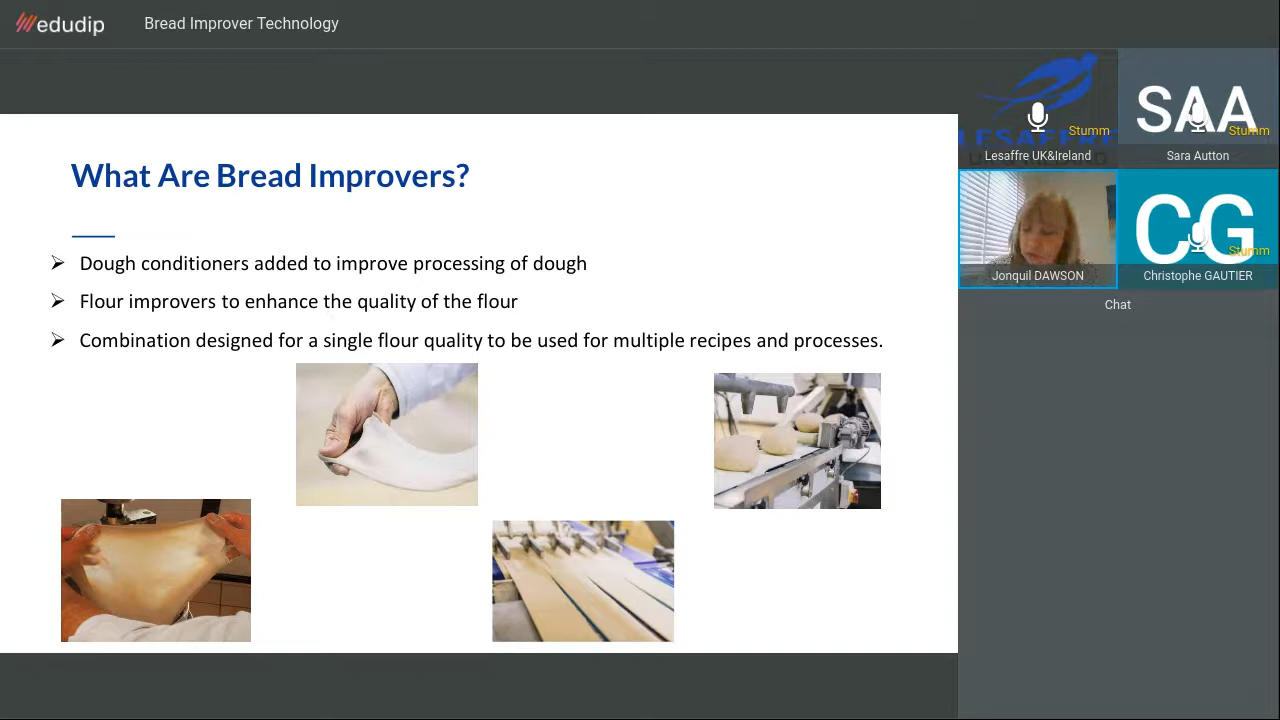 edudip
Bread Improver Technology
LESAFFRE
Stumm
Lesaffre UK&Ireland
SAA
Stumm
Sara Autton
Jonquil DAWSON
CG
Stumm
Christophe GAUTIER
Chat
What Are Bread Improvers?
Dough conditioners added to improve processing of dough
Flour improvers to enhance the quality of the flour
Combination designed for a single flour quality to be used for multiple recipes and processes.